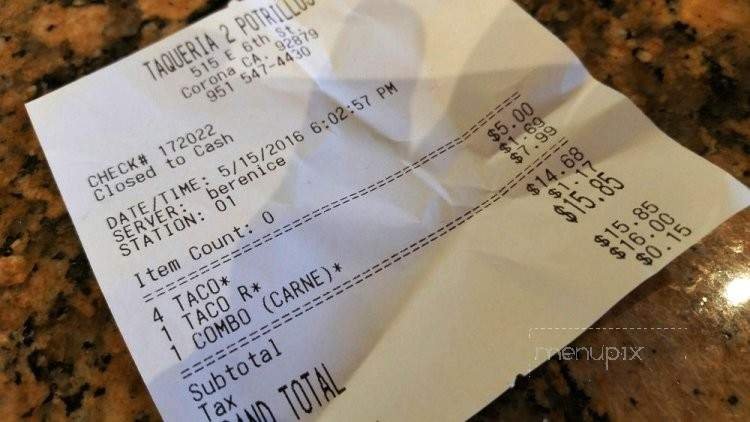 TAQUERIA 2 POTRILLOS
515 E 6th St.
Corona CA. 92879
951 547-4430
CHECK# 172022
Closed to Cash
DATE/TIME: 5/15/2016 6:02:57 PM
SERVER: berenice
STATION: 01
Item Count: 0
4 TACO* $5.00
1 TACO R* $1.69
1 COMBO (CARNE)* $7.99
Subtotal $14.68
Tax $1.17
GRAND TOTAL $15.85
$15.85
$16.00
$0.15
menupix